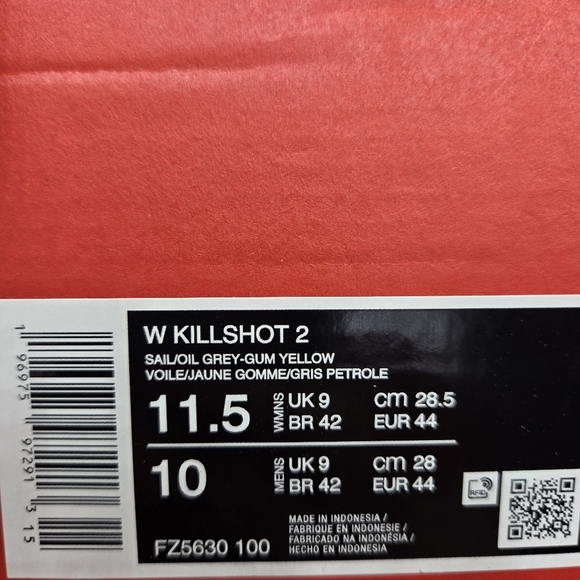 W KILLSHOT 2
SAIL/OIL GREY-GUM YELLOW
VOILE/JAUNE GOMME/GRIS PETROLE
11.5 WMNS UK 9 cm 28.5
BR 42 EUR 44
10 MENS UK 9 cm 28
BR 42 EUR 44
RFID
MADE IN INDONESIA /
FABRIQUE EN INDONESIE /
FABRICADO NA INDONÉSIA /
HECHO EN INDONESIA
FZ5630 100
1 96975 97291 3 15